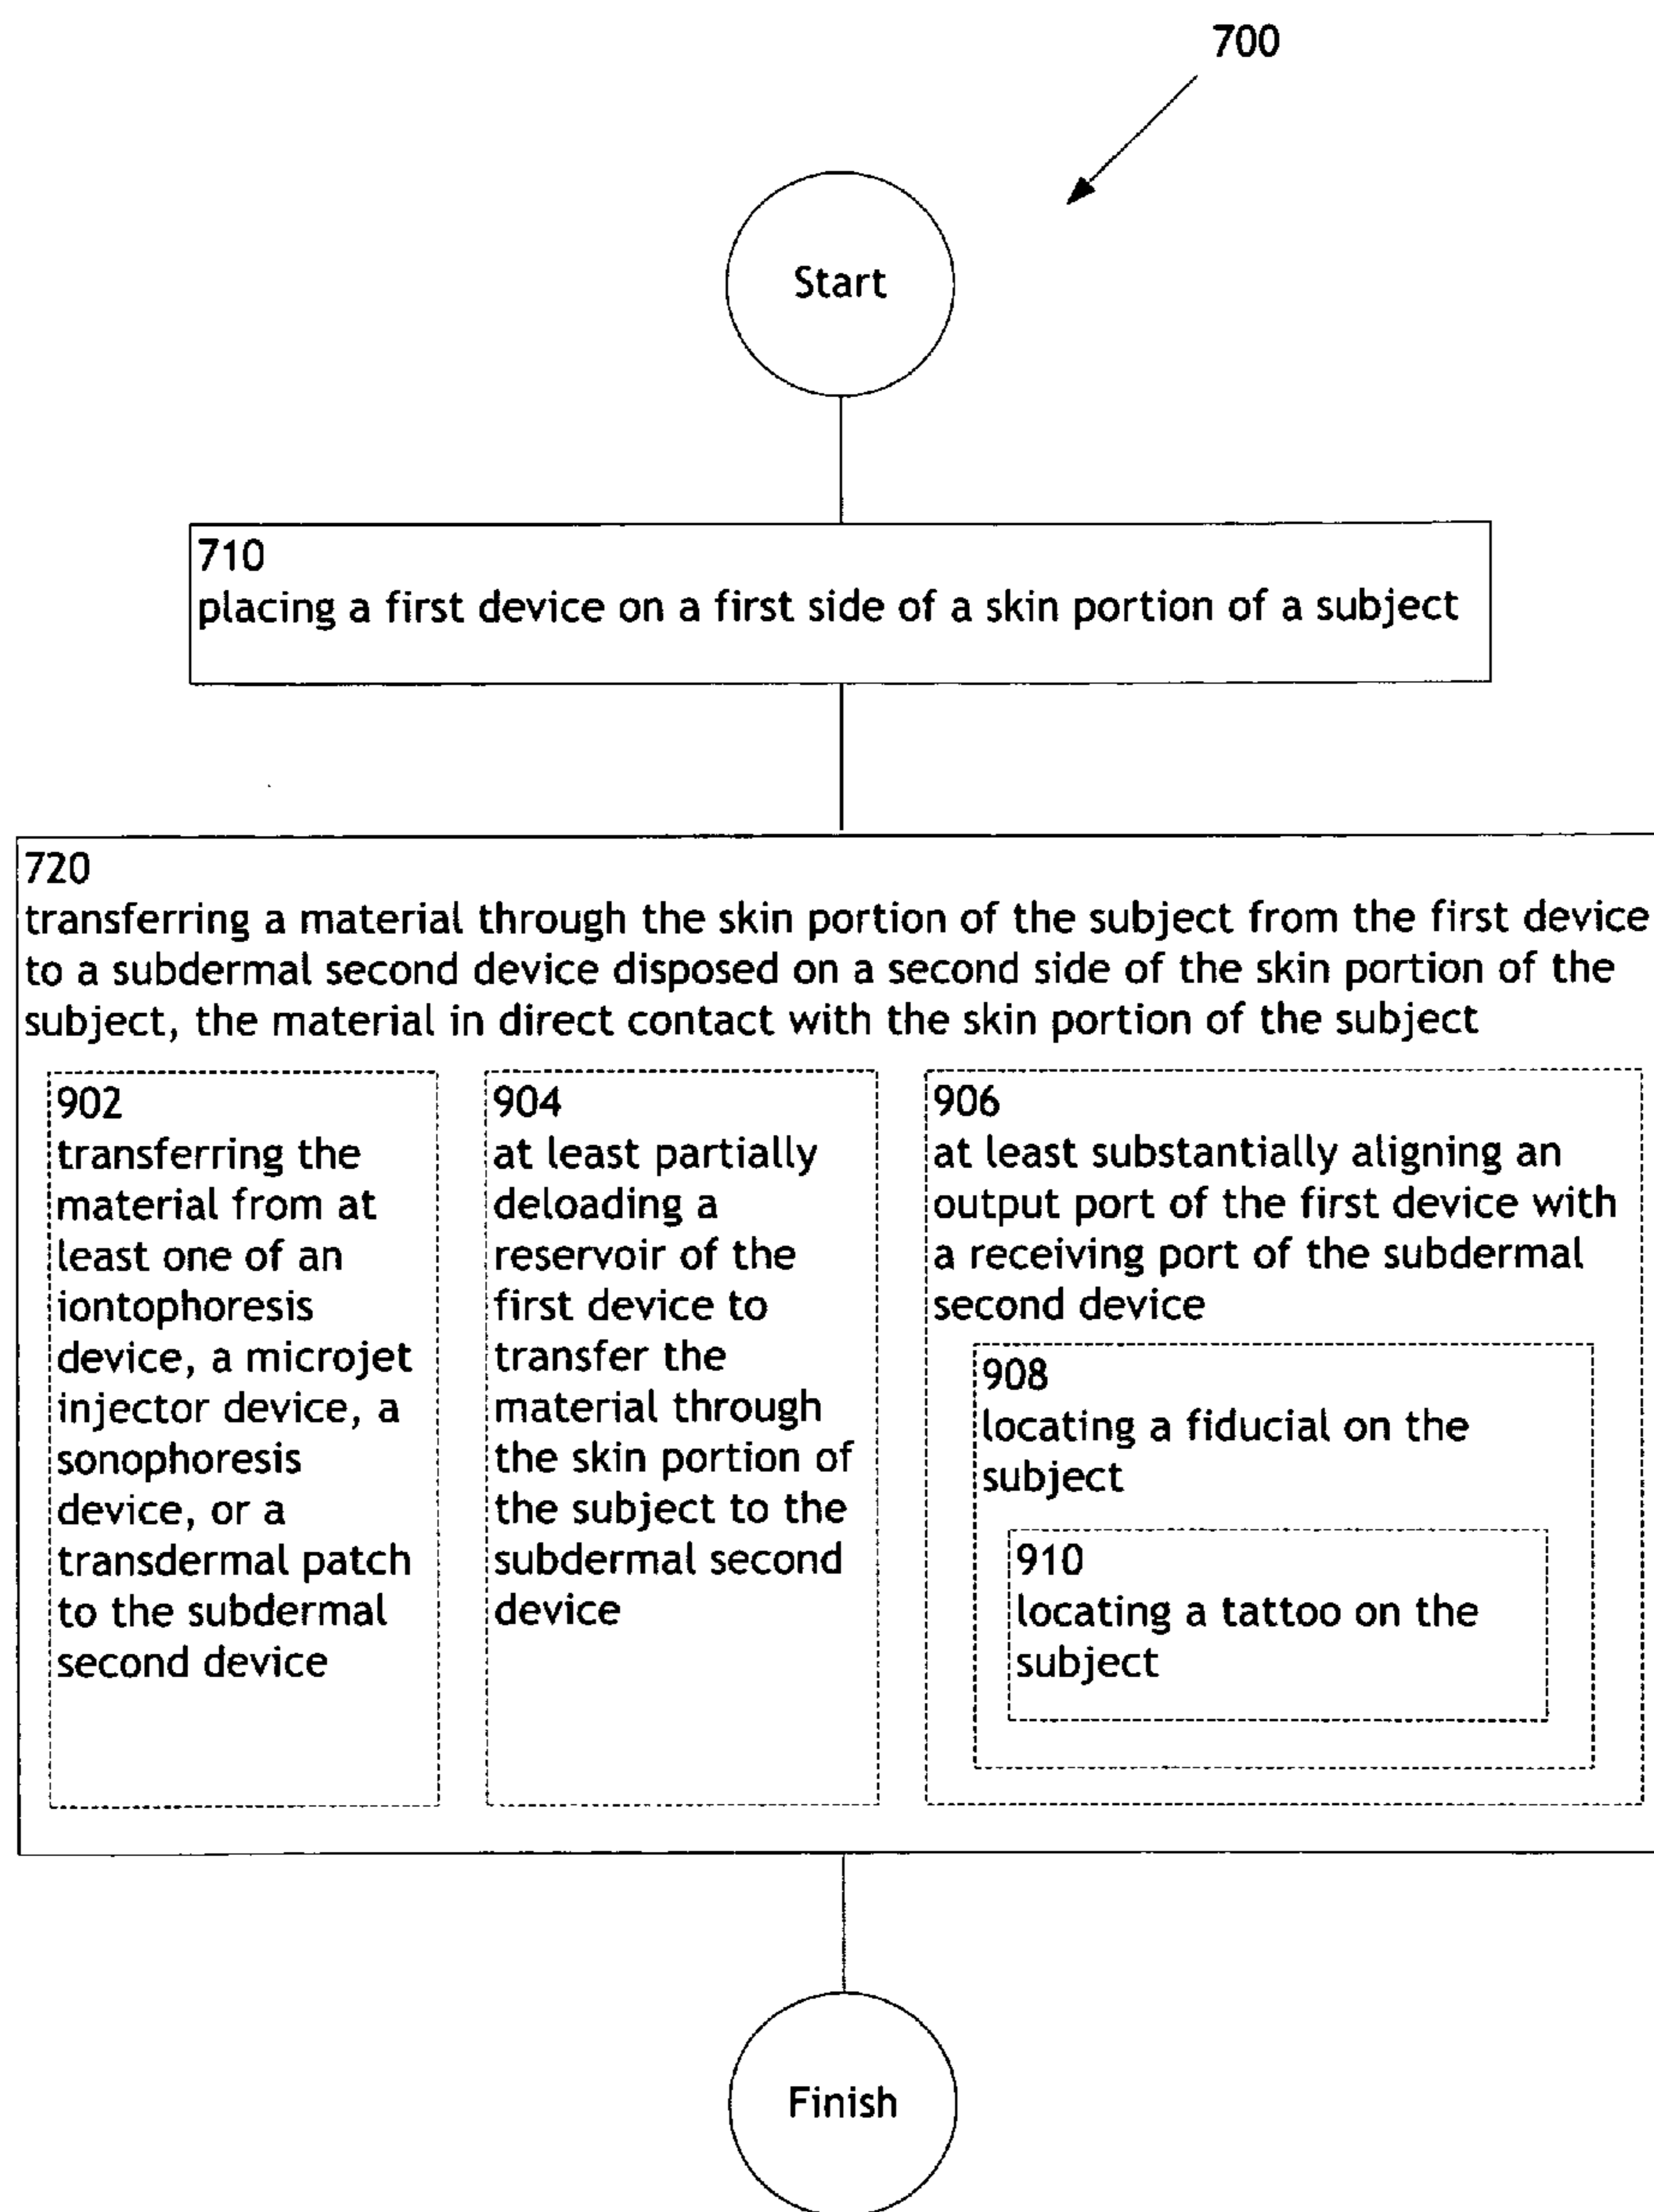 700
Start
710
placing a first device on a first side of a skin portion of a subject
720
transferring a material through the skin portion of the subject from the first device
to a subdermal second device disposed on a second side of the skin portion of the
subject, the material in direct contact with the skin portion of the subject
902
transferring the
material from at
least one of an
iontophoresis
device, a microjet
injector device, a
sonophoresis
device, or a
transdermal patch
to the subdermal
second device
904
at least partially
deloading a
reservoir of the
first device to
transfer the
material through
the skin portion of
the subject to the
subdermal second
device
906
at least substantially aligning an
output port of the first device with
a receiving port of the subdermal
second device
908
locating a fiducial on the
subject
910
locating a tattoo on the
subject
Finish